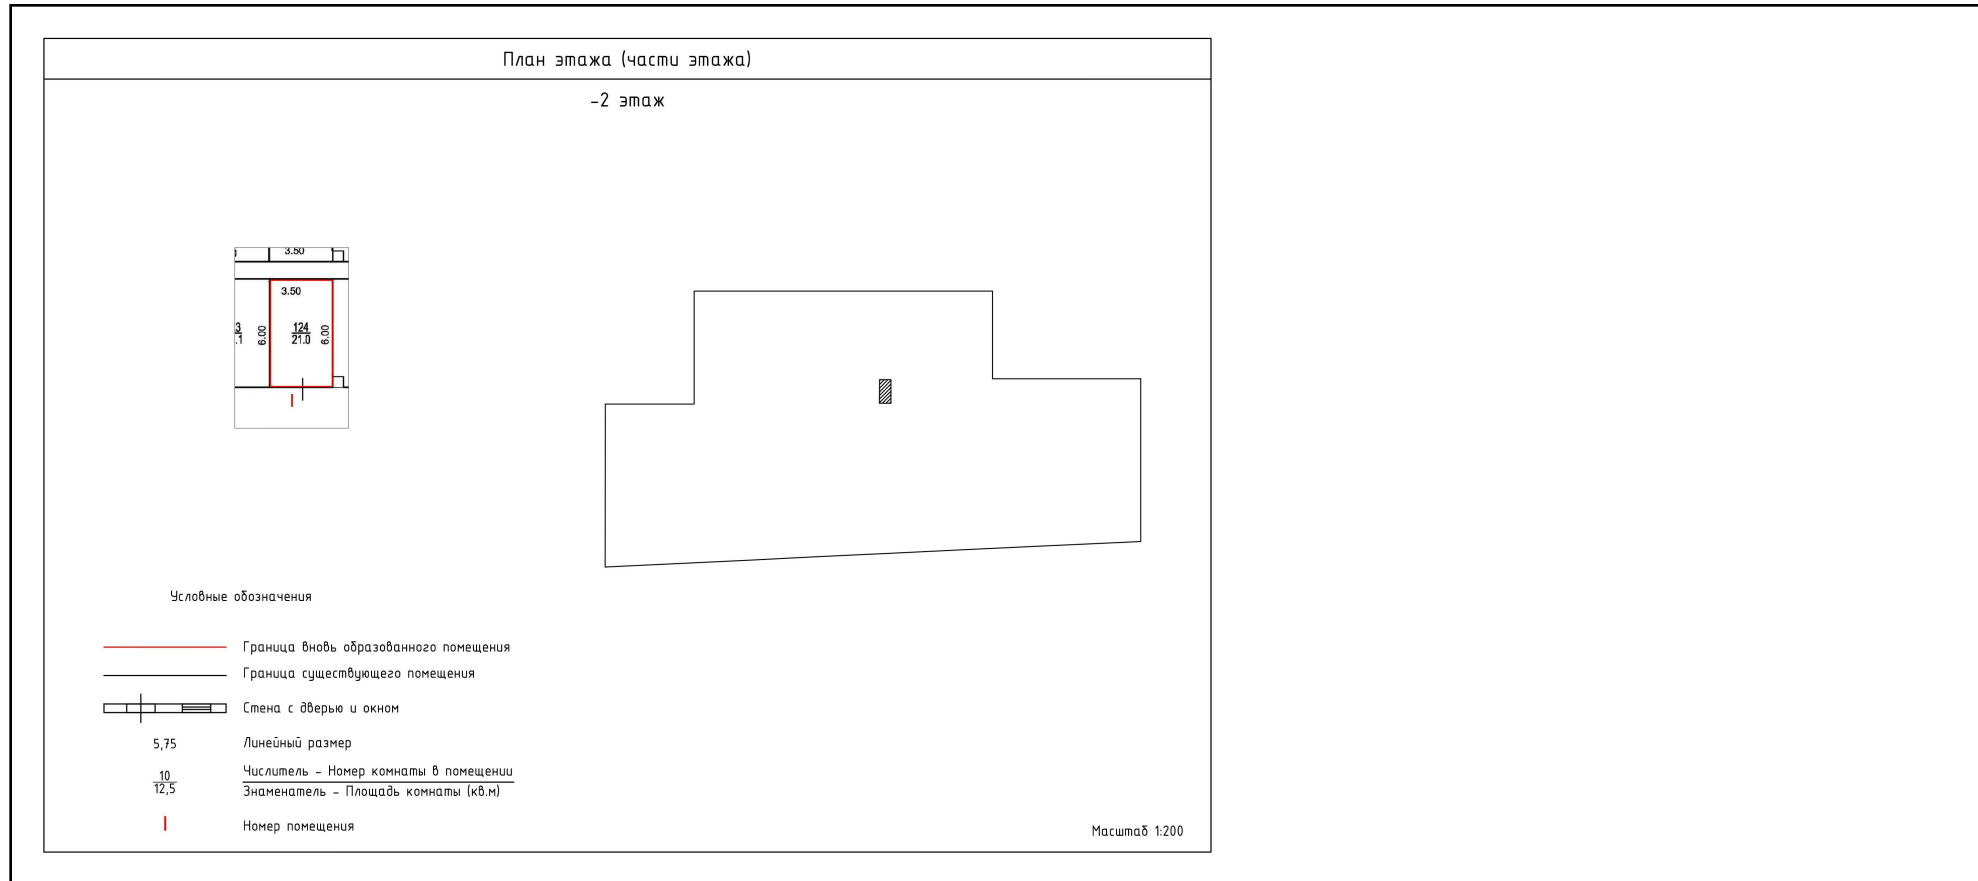 План этажа (части этажа)
-2 этаж
3.50
3.50
3
.1
6.00
124
21.0
6.00
I
Условные обозначения
Граница вновь образованного помещения
Граница существующего помещения
Стена с дверью и окном
5,75 Линейный размер
10 Числитель - Номер комнаты в помещении
12,5 Знаменатель - Площадь комнаты (кв.м)
I Номер помещения
Масштаб 1:200